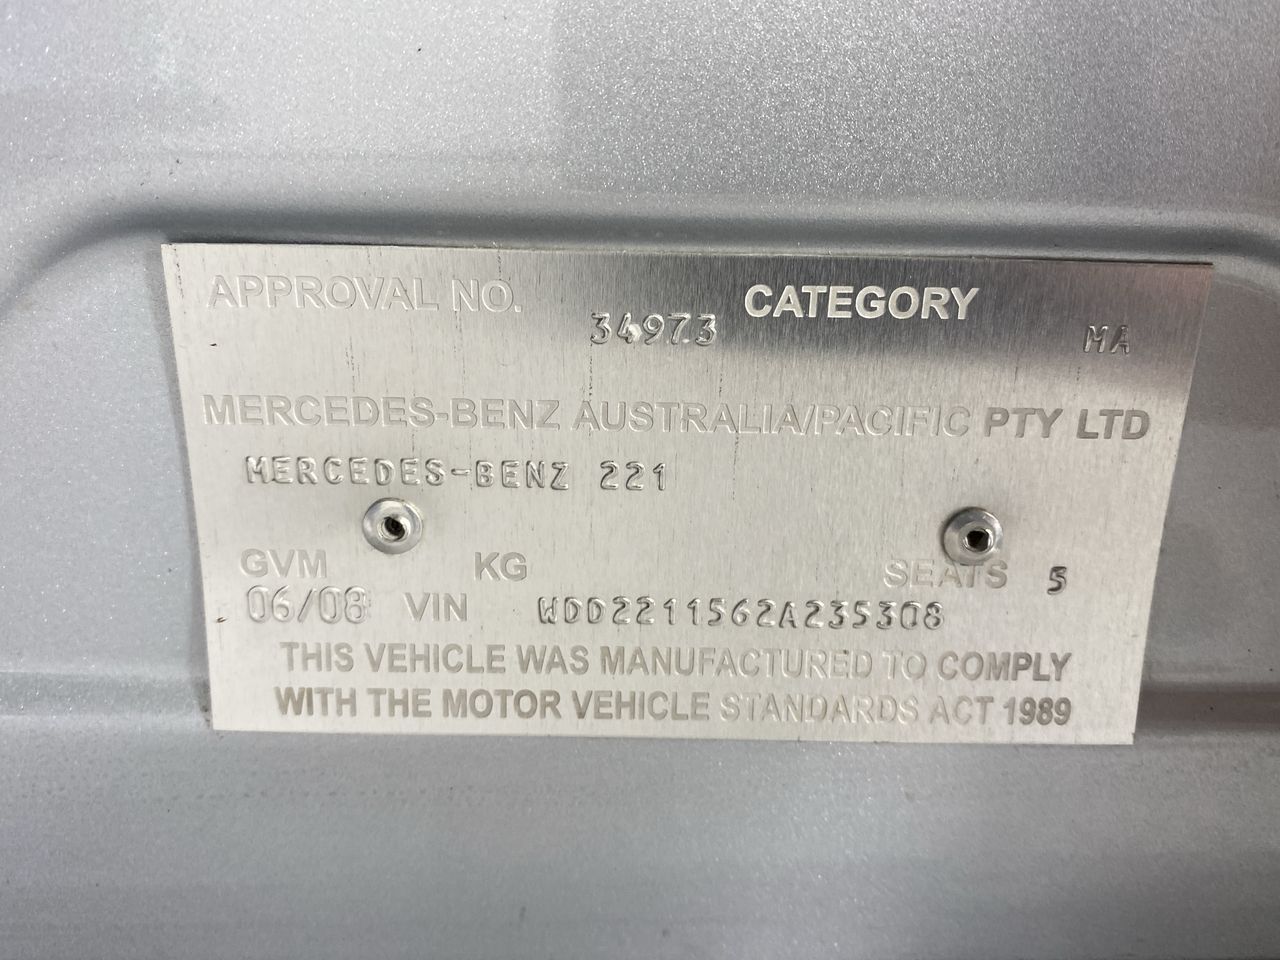 APPROVAL NO. 34973 CATEGORY MA
MERCEDES-BENZ AUSTRALIA/PACIFIC PTY LTD
MERCEDES-BENZ 221
GVM KG SEATS 5
06/08 VIN WDD2211562A235308
THIS VEHICLE WAS MANUFACTURED TO COMPLY
WITH THE MOTOR VEHICLE STANDARDS ACT 1989